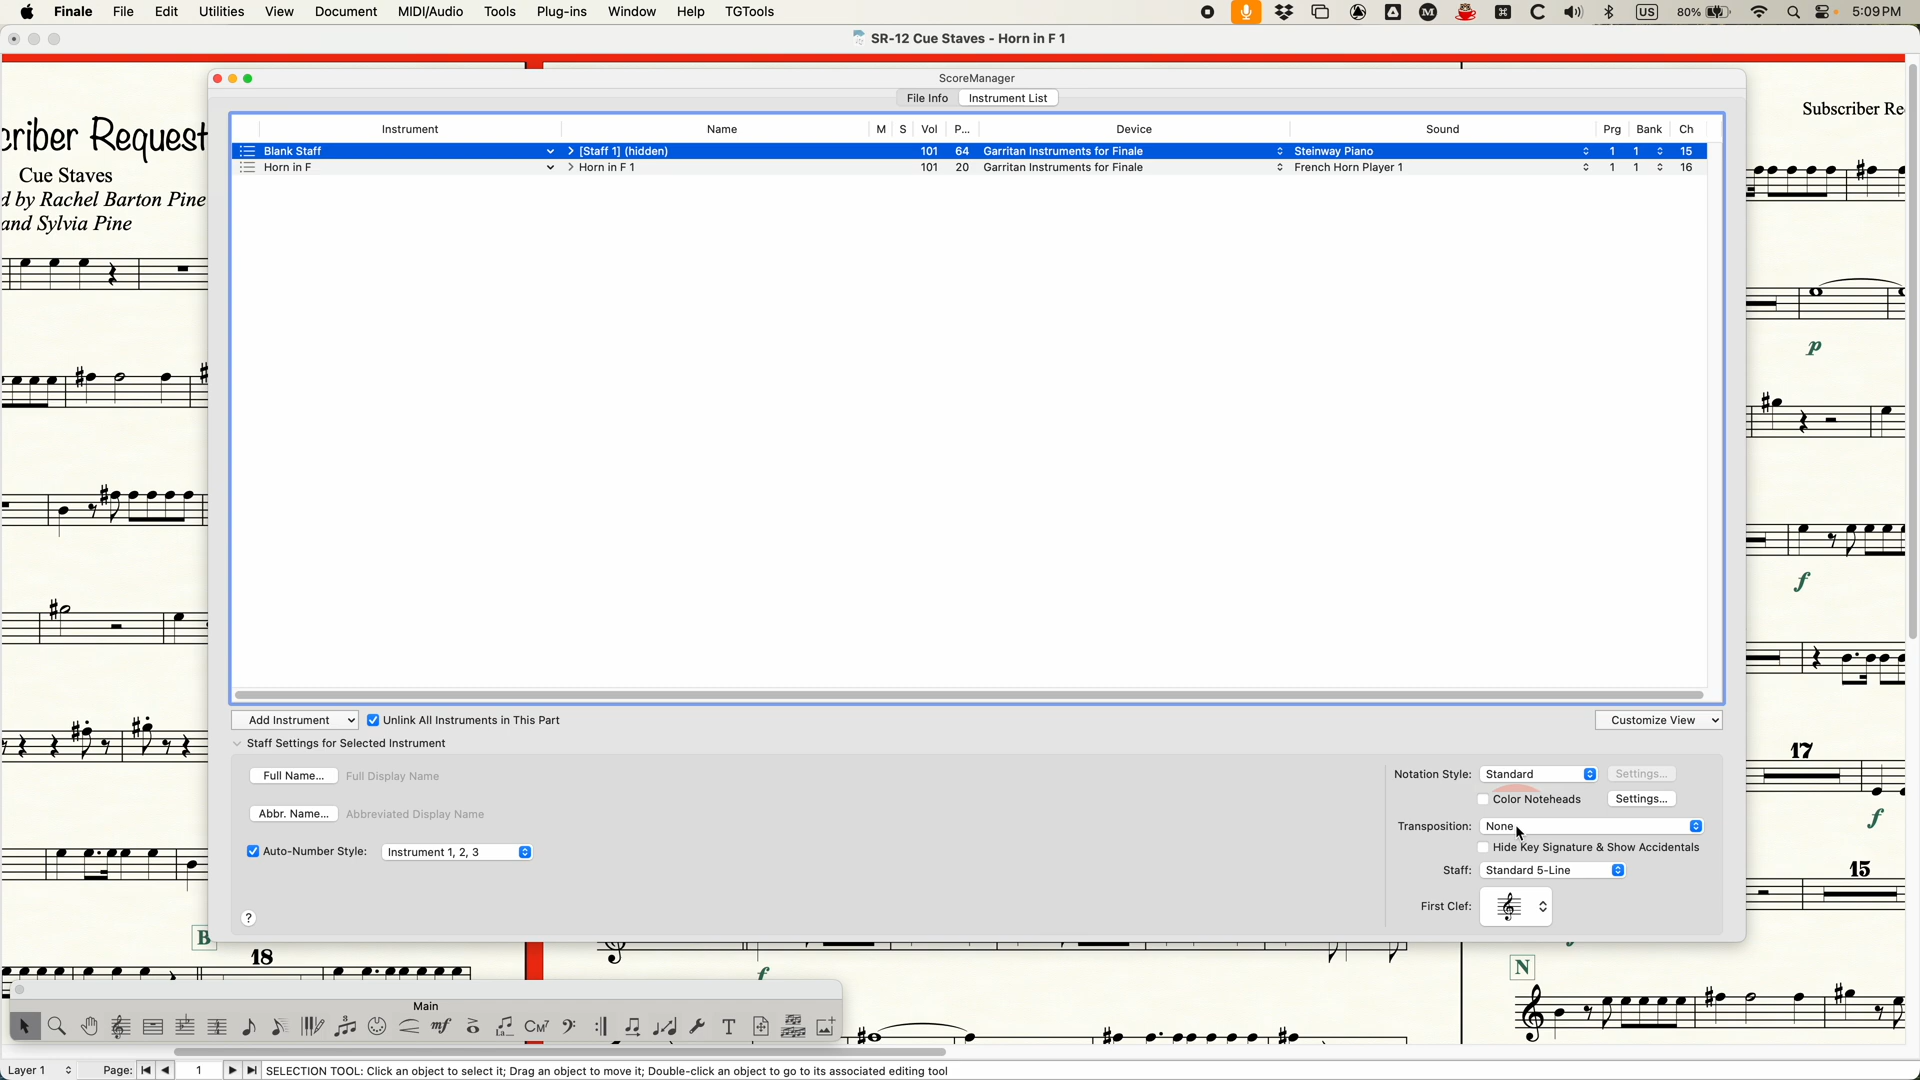 Finale File Edit Utilities View Document MIDI/Audio Tools Plug-ins Window Help TGTools US 80% 5:09 PM
SR-12 Cue Staves - Horn in F 1
ScoreManager
File Info Instrument List
Instrument Name M S Vol P... Device Sound Prg Bank Ch
Blank Staff [Staff 1] (hidden) 101 64 Garritan Instruments for Finale Steinway Piano 1 1 15
Horn in F Horn in F 1 101 20 Garritan Instruments for Finale French Horn Player 1 1 1 16
criber Request
Cue Staves
d by Rachel Barton Pine
and Sylvia Pine
Subscriber Re
p
f
Add Instrument Unlink All Instruments in This Part Customize View
Staff Settings for Selected Instrument
Full Name... Full Display Name
Abbr. Name... Abbreviated Display Name
Auto-Number Style: Instrument 1, 2, 3
?
Notation Style: Standard Settings...
Color Noteheads Settings...
Transposition: None
Hide Key Signature & Show Accidentals
Staff: Standard 5-Line
First Clef:
17
f
15
B
18
f
N
Main
mf CM7
Layer 1 Page: 1 SELECTION TOOL: Click an object to select it; Drag an object to move it; Double-click an object to go to its associated editing tool